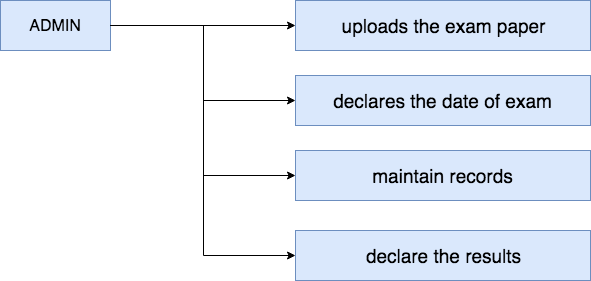 ADMIN
uploads the exam paper
declares the date of exam
maintain records
declare the results